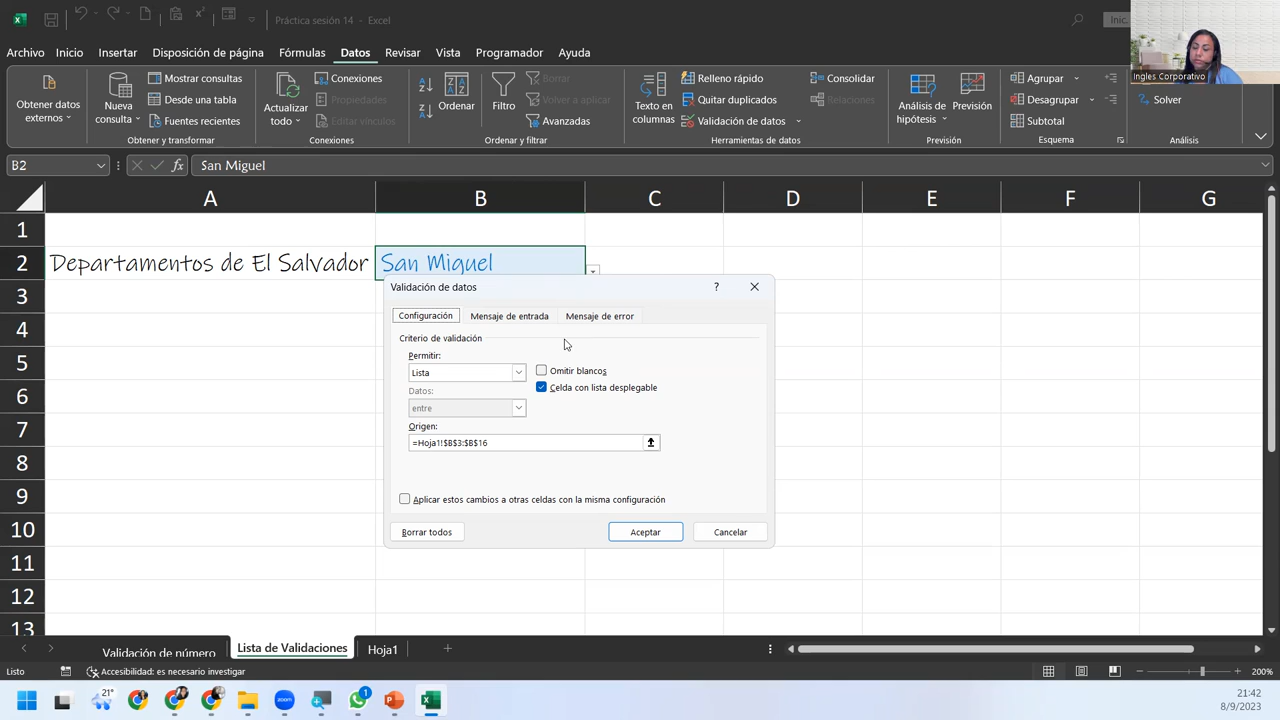 Práctica sesión 14 - Excel
Inic
Archivo Inicio Insertar Disposición de página Fórmulas Datos Revisar Vista Programador Ayuda
Ingles Corporativo
Obtener datos externos
Nueva consulta
Mostrar consultas
Desde una tabla
Fuentes recientes
Obtener y transformar
Actualizar todo
Conexiones
Propiedades
Editar vínculos
Conexiones
Ordenar
Filtro
Borrar
Volver a aplicar
Avanzadas
Ordenar y filtrar
Texto en columnas
Relleno rápido
Quitar duplicados
Validación de datos
Consolidar
Relaciones
Herramientas de datos
Análisis de hipótesis
Previsión
Previsión
Agrupar
Desagrupar
Subtotal
Esquema
Solver
Análisis
B2 fx San Miguel
A B C D E F G
1
2 Departamentos de El Salvador San Miguel
3
4
5
6
7
8
9
10
11
12
13
Validación de datos ?
Configuración Mensaje de entrada Mensaje de error
Criterio de validación
Permitir:
Lista
Omitir blancos
Celda con lista desplegable
Datos:
entre
Origen:
=Hoja1!$B$3:$B$16
Aplicar estos cambios a otras celdas con la misma configuración
Borrar todos Aceptar Cancelar
Validación de número Lista de Validaciones Hoja1
Listo Accesibilidad: es necesario investigar 200%
21°
zoom
1
21:42
8/9/2023